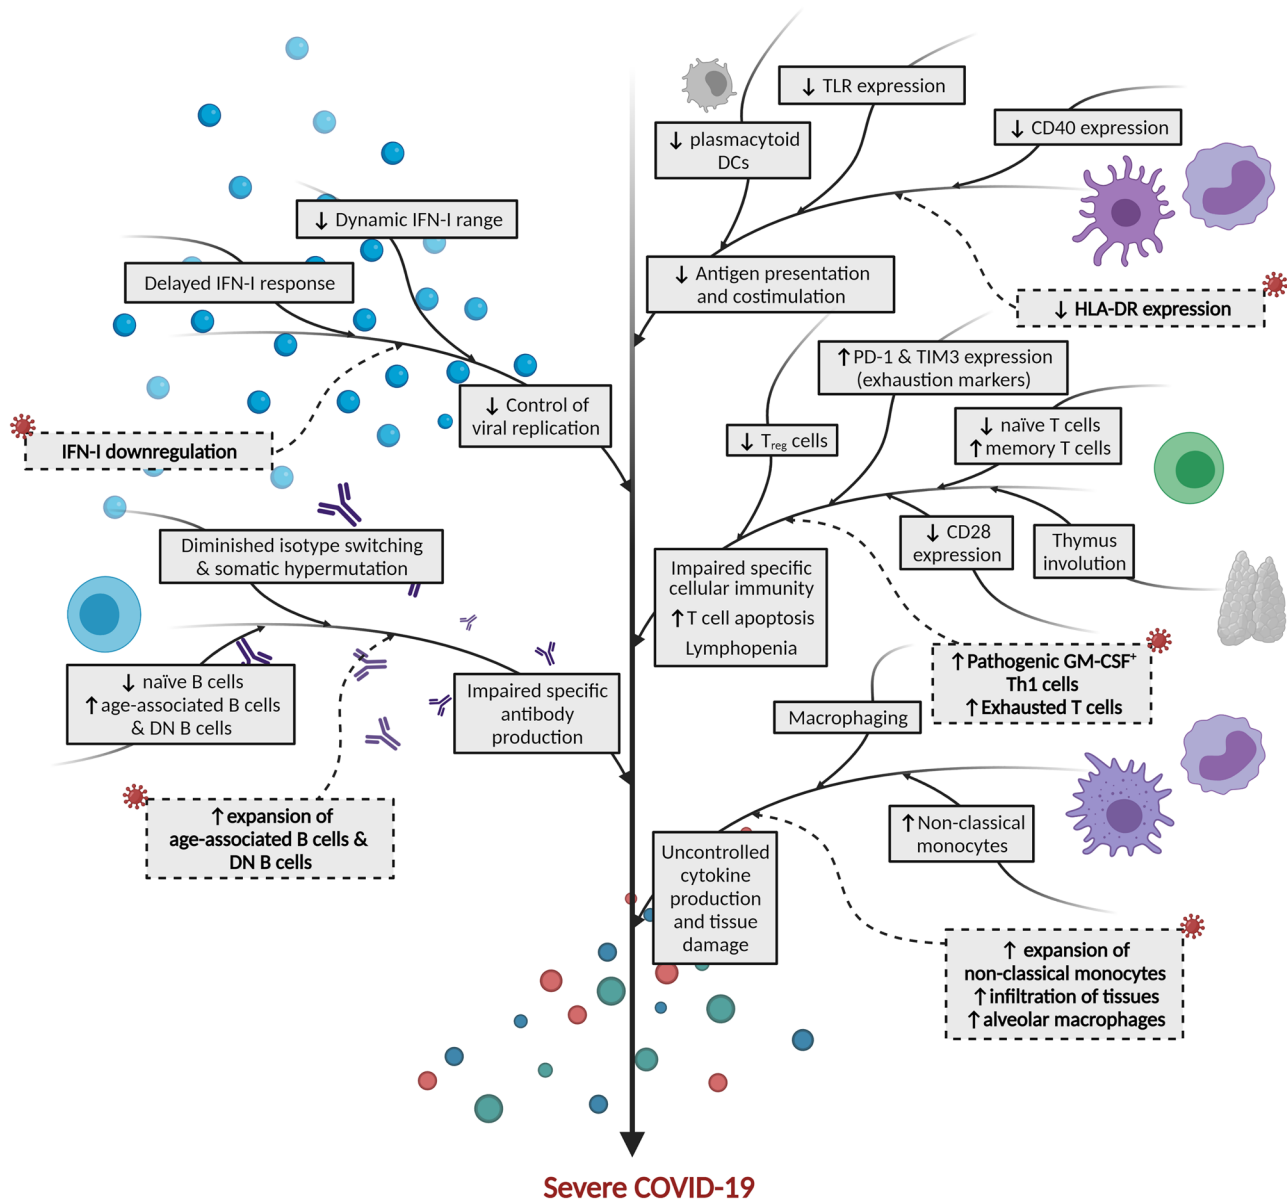 ↓ TLR expression
↓ plasmacytoid
DCs
↓ CD40 expression
↓ Dynamic IFN-I range
Delayed IFN-I response
↓ Antigen presentation
and costimulation
↓ HLA-DR expression
↓ Control of
viral replication
IFN-I downregulation
↑PD-1 & TIM3 expression
(exhaustion markers)
↓ Treg cells
↓ naïve T cells
↑memory T cells
↓ CD28
expression
Thymus
involution
Impaired specific
cellular immunity
↑T cell apoptosis
Lymphopenia
↑Pathogenic GM-CSF⁺
Th1 cells
↑Exhausted T cells
Diminished isotype switching
& somatic hypermutation
↓ naïve B cells
↑age-associated B cells
& DN B cells
Impaired specific
antibody
production
↑expansion of
age-associated B cells &
DN B cells
Macrophaging
↑Non-classical
monocytes
Uncontrolled
cytokine
production
and tissue
damage
↑ expansion of
non-classical monocytes
↑infiltration of tissues
↑alveolar macrophages
Severe COVID-19